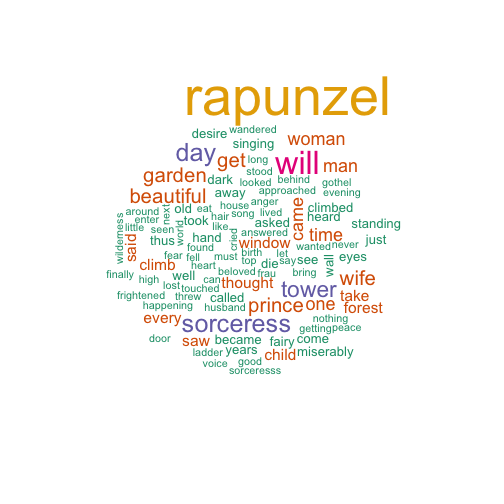 rapunzel
desire wandered
singing woman
day get long will man
stood
garden dark looked behind gothel
beautiful away approached evening
around next old eat house anger climbed
enter took hair song lived came heard
little seen like asked standing
wilderness said thus world hand cried answered wanted never time just
found window top birth let wall
fear fell must die say see eyes
climb heart beloved frau bring
finally high well can thought tower wife
lost touched
frightened threw called prince one take
happening husband forest
every sorceress nothing
getting peace
door saw became fairy come
ladder years child miserably
voice good
sorceresss